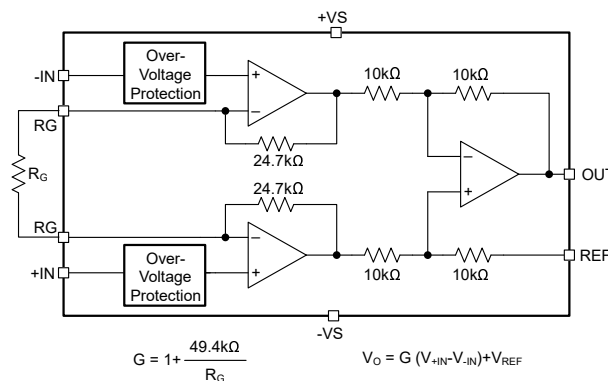 +VS
-IN
Over-
Voltage
Protection
+
−
10kΩ
10kΩ
RG
24.7kΩ
RG
−
+
OUT
24.7kΩ
RG
−
+
REF
+IN
Over-
Voltage
Protection
10kΩ
10kΩ
-VS
G = 1+ 49.4kΩ / RG
VO = G (V+IN-V-IN)+VREF